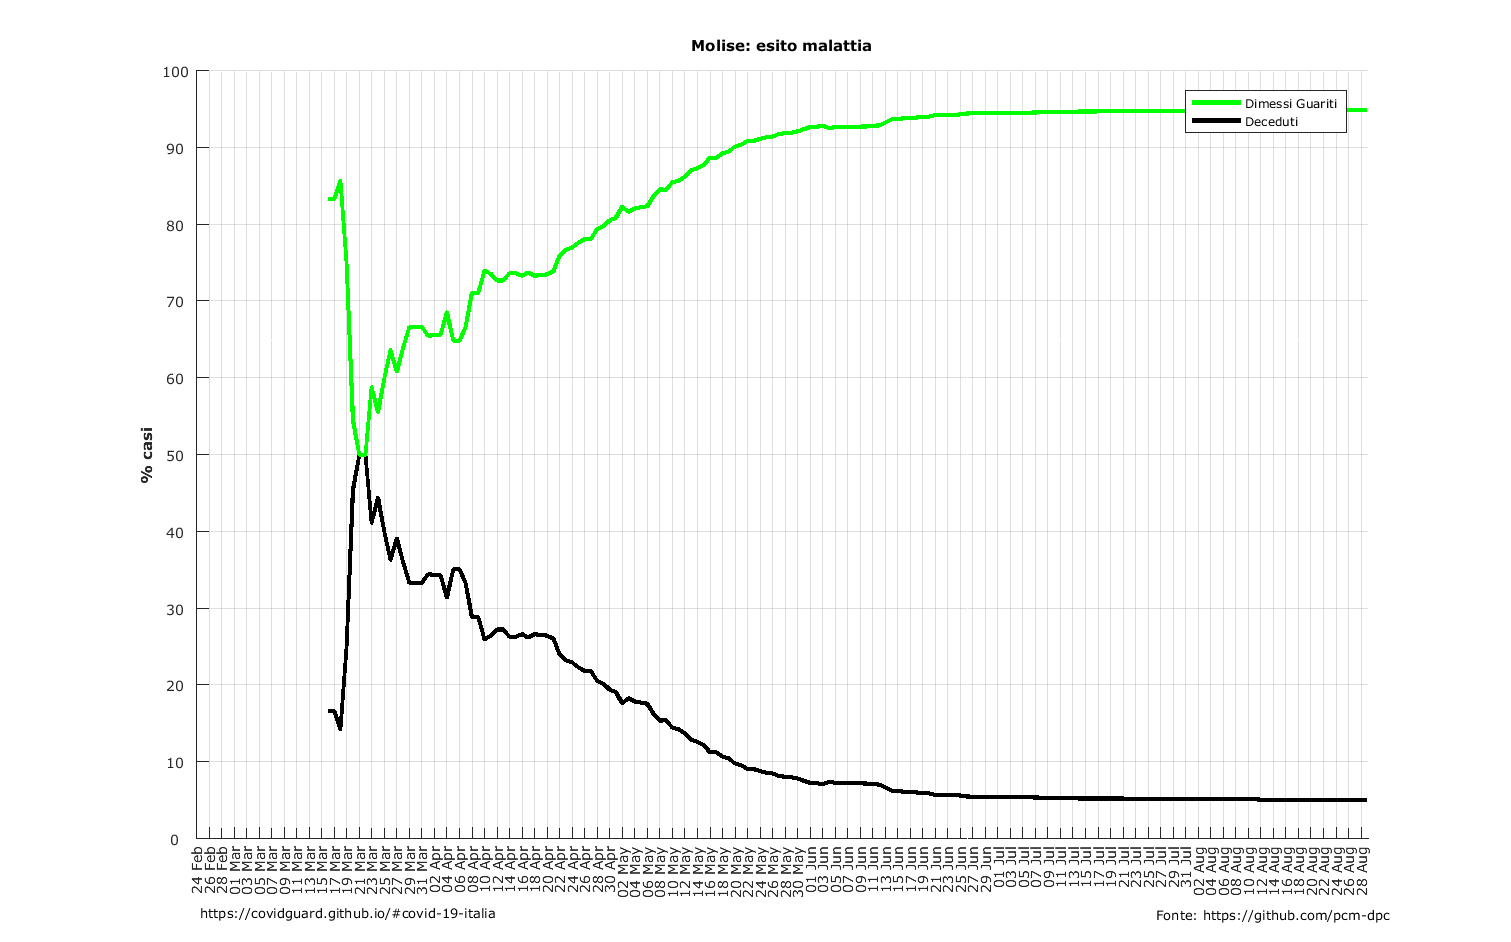 Molise: esito malattia
Dimessi Guariti
Deceduti
% casi
100
90
80
70
60
50
40
30
20
10
0
24 Feb
26 Feb
28 Feb
01 Mar
03 Mar
05 Mar
07 Mar
09 Mar
11 Mar
13 Mar
15 Mar
17 Mar
19 Mar
21 Mar
23 Mar
25 Mar
27 Mar
29 Mar
31 Mar
02 Apr
04 Apr
06 Apr
08 Apr
10 Apr
12 Apr
14 Apr
16 Apr
18 Apr
20 Apr
22 Apr
24 Apr
26 Apr
28 Apr
30 Apr
02 May
04 May
06 May
08 May
10 May
12 May
14 May
16 May
18 May
20 May
22 May
24 May
26 May
28 May
30 May
01 Jun
03 Jun
05 Jun
07 Jun
09 Jun
11 Jun
13 Jun
15 Jun
17 Jun
19 Jun
21 Jun
23 Jun
25 Jun
27 Jun
29 Jun
01 Jul
03 Jul
05 Jul
07 Jul
09 Jul
11 Jul
13 Jul
15 Jul
17 Jul
19 Jul
21 Jul
23 Jul
25 Jul
27 Jul
29 Jul
31 Jul
02 Aug
04 Aug
06 Aug
08 Aug
10 Aug
12 Aug
14 Aug
16 Aug
18 Aug
20 Aug
22 Aug
24 Aug
26 Aug
28 Aug
https://covidguard.github.io/#covid-19-italia
Fonte: https://github.com/pcm-dpc